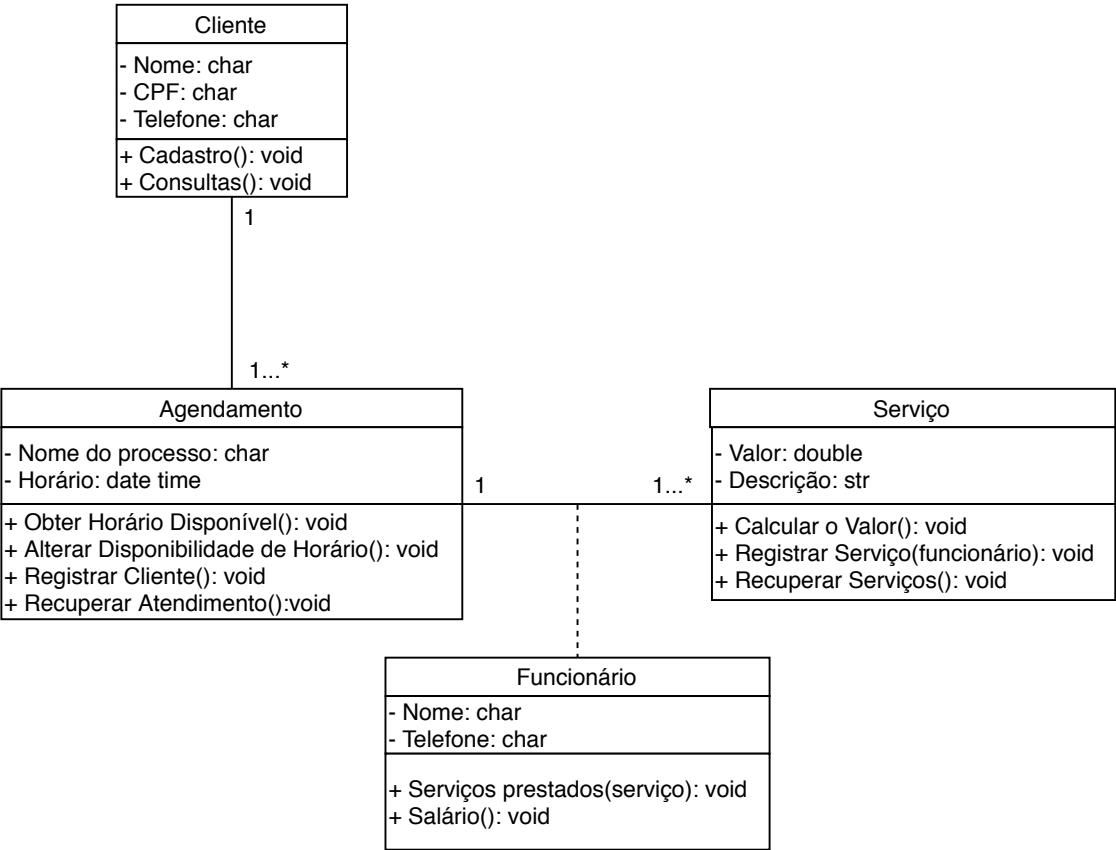 Cliente
- Nome: char
- CPF: char
- Telefone: char
+ Cadastro(): void
+ Consultas(): void
1
1...*
Agendamento
- Nome do processo: char
- Horário: date time
+ Obter Horário Disponível(): void
+ Alterar Disponibilidade de Horário(): void
+ Registrar Cliente(): void
+ Recuperar Atendimento():void
1
1...*
Serviço
- Valor: double
- Descrição: str
+ Calcular o Valor(): void
+ Registrar Serviço(funcionário): void
+ Recuperar Serviços(): void
Funcionário
- Nome: char
- Telefone: char
+ Serviços prestados(serviço): void
+ Salário(): void